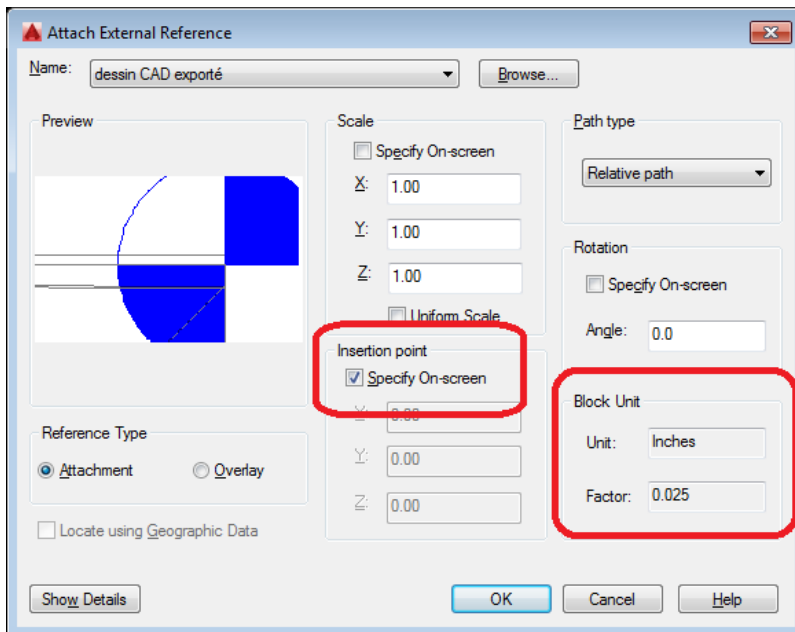 Attach External Reference
Name: dessin CAD exporté Browse...
Preview
Scale
Specify On-screen
X: 1.00
Y: 1.00
Z: 1.00
Uniform Scale
Path type
Relative path
Rotation
Specify On-screen
Angle: 0.0
Insertion point
Specify On-screen
X: 0.00
Y: 0.00
Z: 0.00
Block Unit
Unit: Inches
Factor: 0.025
Reference Type
Attachment Overlay
Locate using Geographic Data
Show Details OK Cancel Help